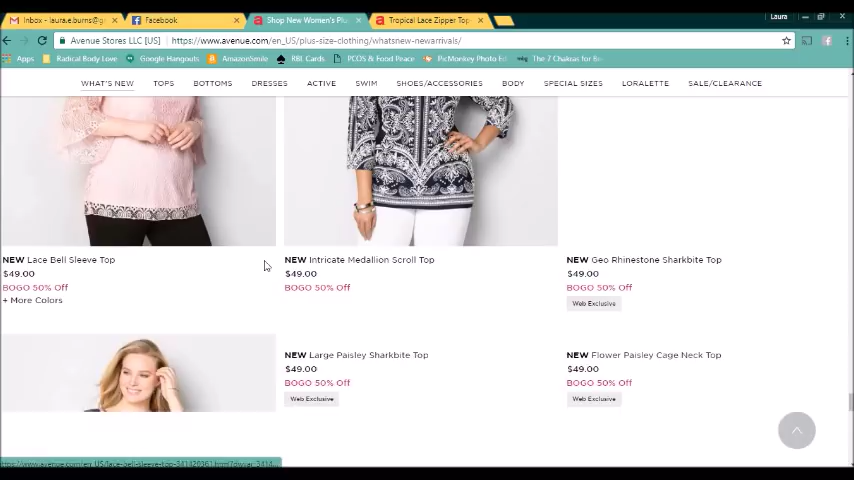 Inbox - laura.e.burns@g
Facebook
Shop New Women's Plu
Tropical Lace Zipper Top
Laura
Avenue Stores LLC [US] https://www.avenue.com/en_US/plus-size-clothing/whatsnew-newarrivals/
Apps Radical Body Love Google Hangouts AmazonSmile RBL Cards PCOS & Food Peace PicMonkey Photo Edi The 7 Chakras for Be
WHAT'S NEW TOPS BOTTOMS DRESSES ACTIVE SWIM SHOES/ACCESSORIES BODY SPECIAL SIZES LORALETTE SALE/CLEARANCE
NEW Lace Bell Sleeve Top
$49.00
BOGO 50% Off
+ More Colors
NEW Intricate Medallion Scroll Top
$49.00
BOGO 50% Off
NEW Geo Rhinestone Sharkbite Top
$49.00
BOGO 50% Off
Web Exclusive
NEW Large Paisley Sharkbite Top
$49.00
BOGO 50% Off
Web Exclusive
NEW Flower Paisley Cage Neck Top
$49.00
BOGO 50% Off
Web Exclusive